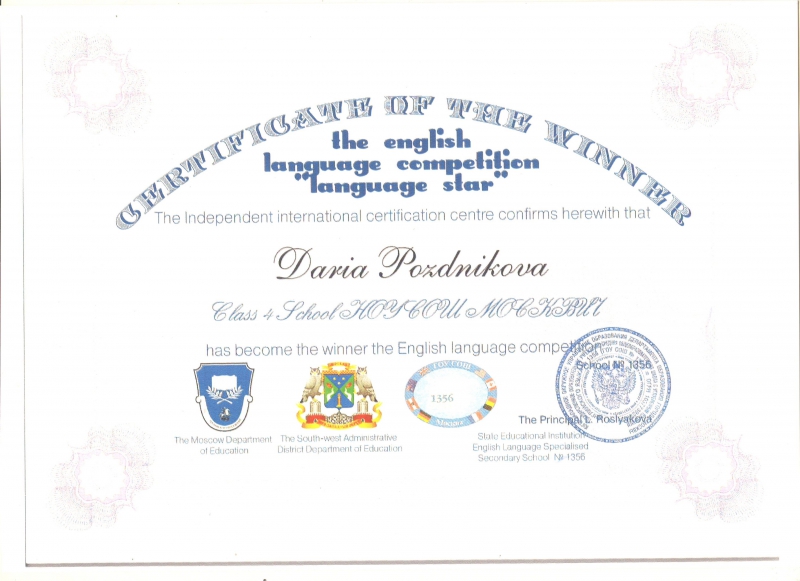 CERTIFICATE OF THE WINNER
the english
language competition
"language star"
The Independent international certification centre confirms herewith that
Daria Pozdnikova
Class 4 School НОУ СОШ МОСКВИЧ
has become the winner the English language competition
School № 1356
1356
The Principal L. Roslyakova
The Moscow Department
of Education
The South-west Administrative
District Department of Education
State Educational Institution
English Language Specialised
Secondary School № 1356